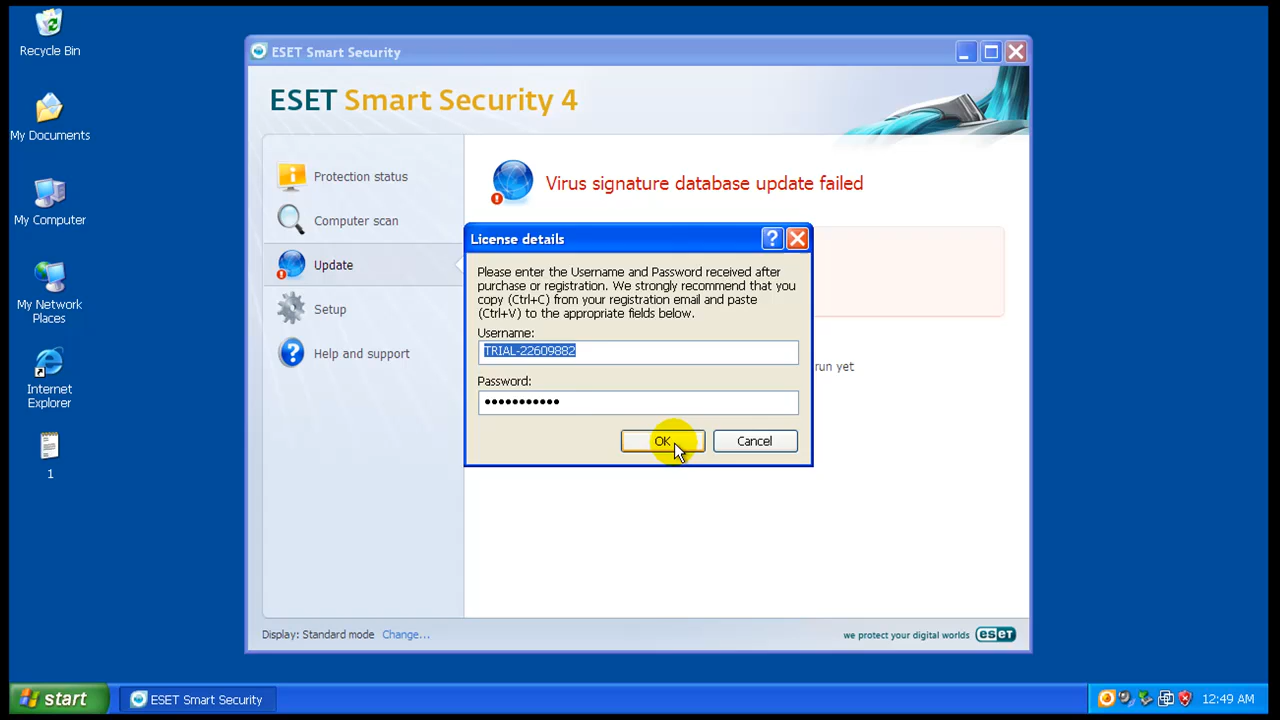 Recycle Bin
My Documents
My Computer
My Network
Places
Internet
Explorer
1
ESET Smart Security
ESET Smart Security 4
Protection status
Computer scan
Update
Setup
Help and support
Virus signature database update failed
License details
Please enter the Username and Password received after
purchase or registration. We strongly recommend that you
copy (Ctrl+C) from your registration email and paste
(Ctrl+V) to the appropriate fields below.
Username:
TRIAL-22609882
Password:
•••••••••••
OK
Cancel
run yet
Display: Standard mode Change...
we protect your digital worlds eset
start
ESET Smart Security
12:49 AM